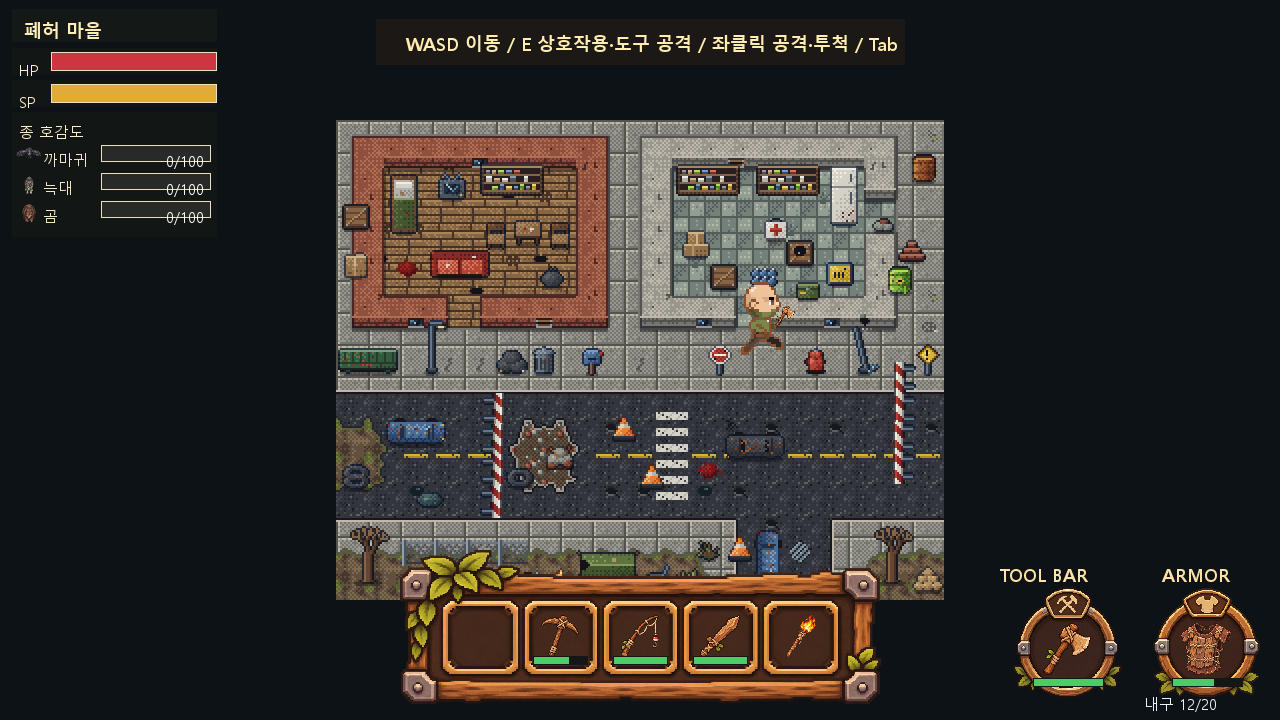 폐허 마을
WASD 이동 / E 상호작용·도구 공격 / 좌클릭 공격·투척 / Tab
HP
SP
종 호감도
까마귀 0/100
늑대 0/100
곰 0/100
TOOL BAR
ARMOR
내구 12/20